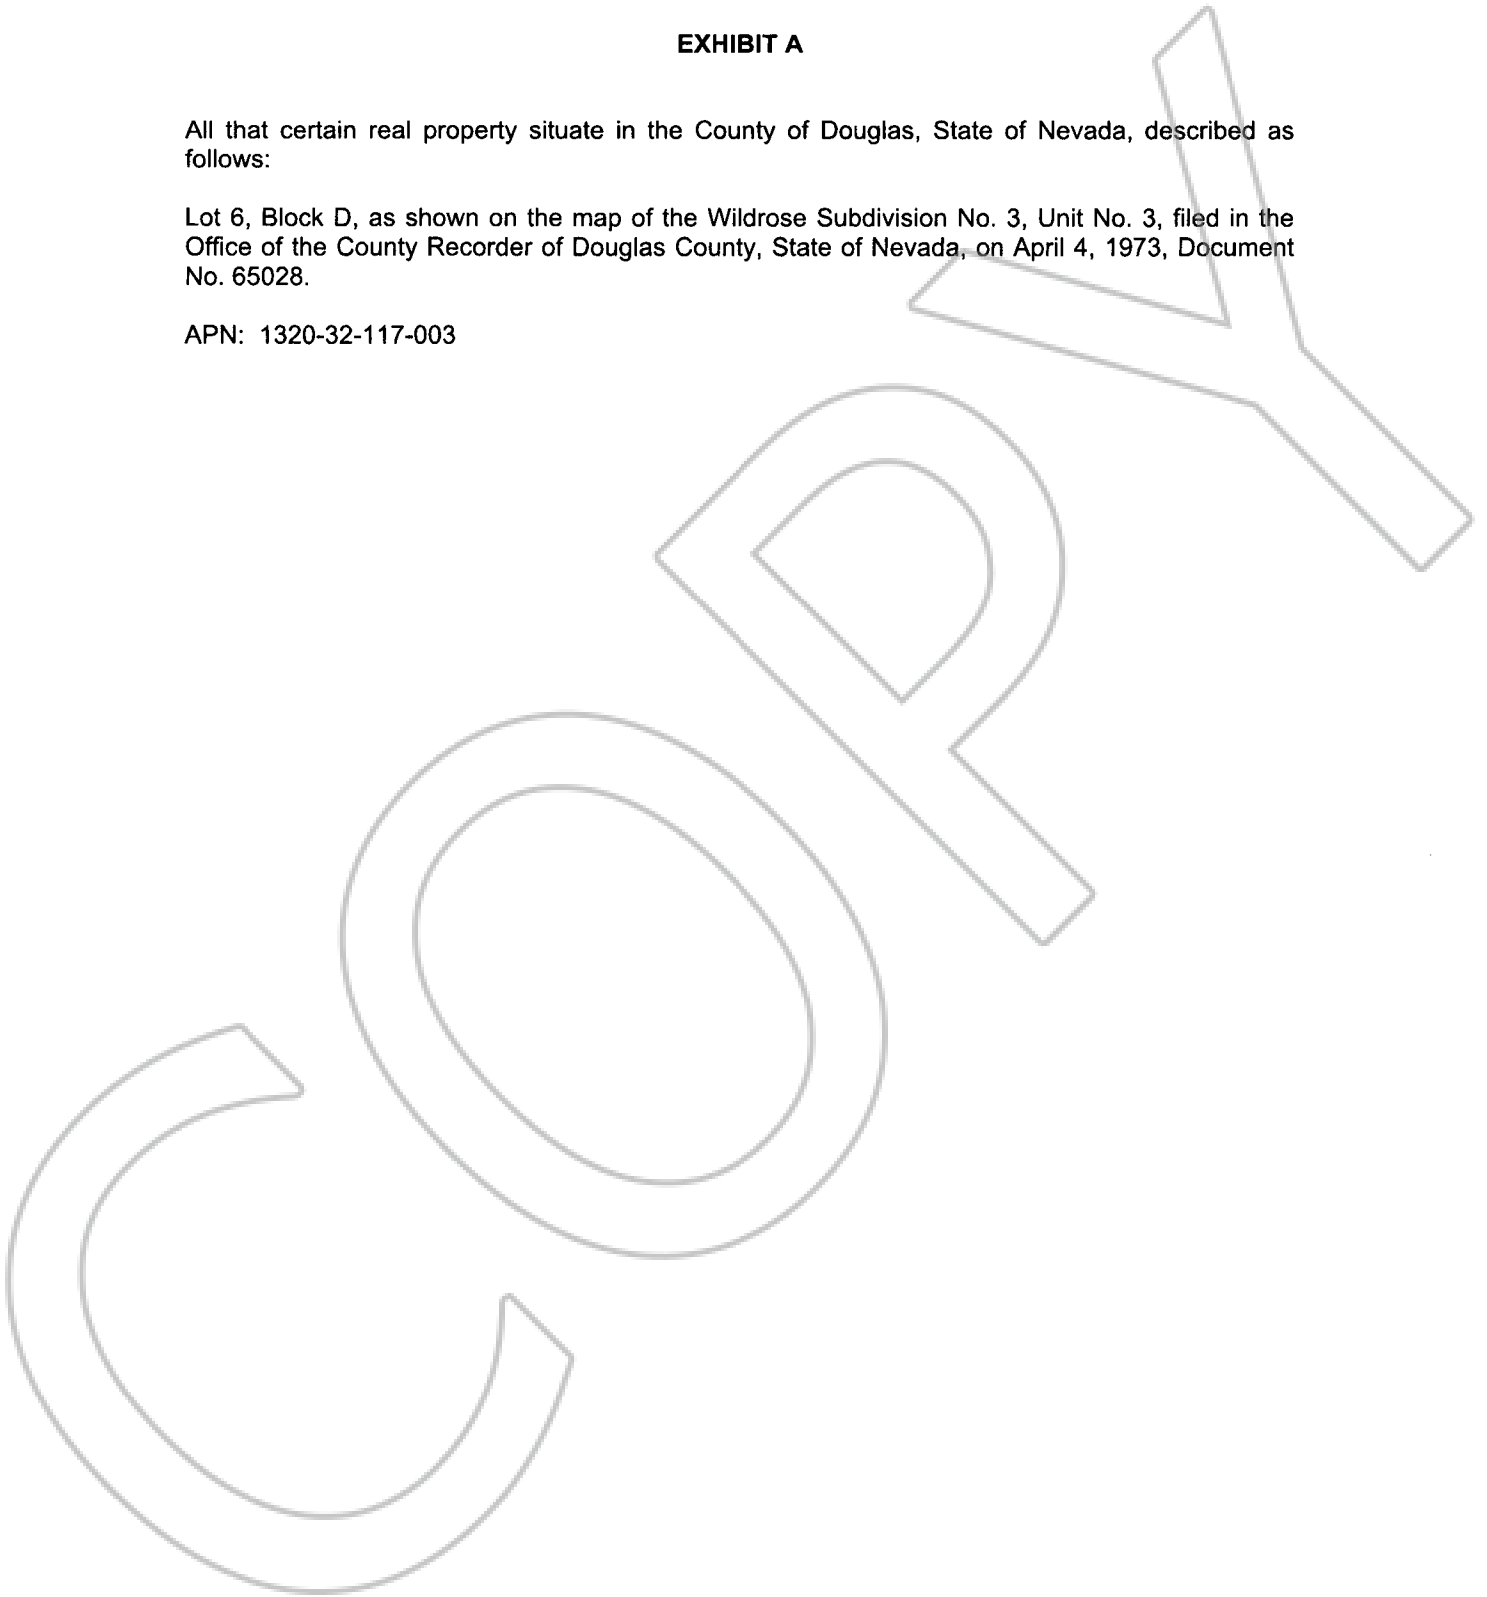 EXHIBIT A
All that certain real property situate in the County of Douglas, State of Nevada, described as
follows:
Lot 6, Block D, as shown on the map of the Wildrose Subdivision No. 3, Unit No. 3, filed in the
Office of the County Recorder of Douglas County, State of Nevada, on April 4, 1973, Document
No. 65028.
APN: 1320-32-117-003
COPY